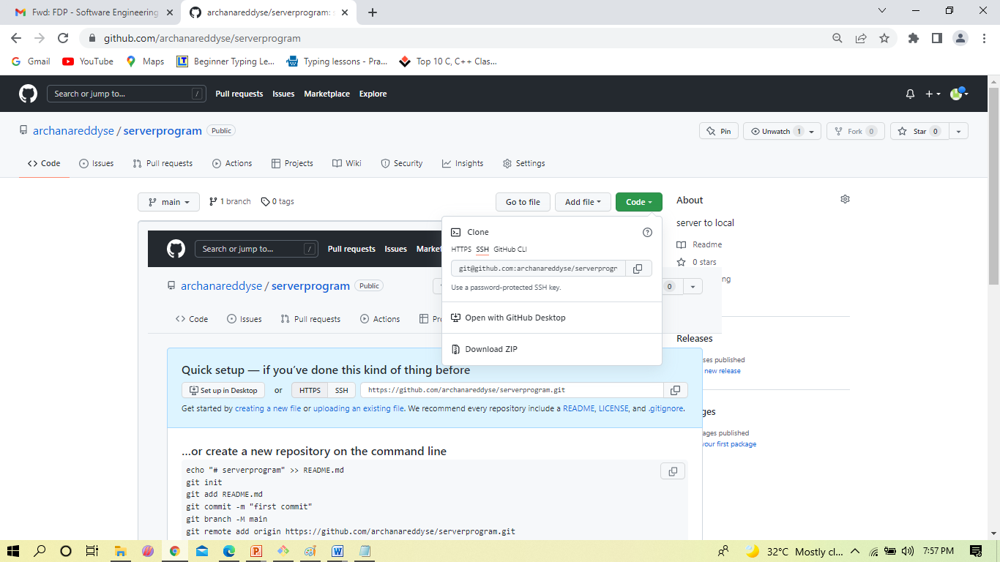 Fwd: FDP - Software Engineering
archanareddyse/serverprogram: s
github.com/archanareddyse/serverprogram
Gmail YouTube Maps Beginner Typing Le... Typing lessons - Pra... Top 10 C, C++ Clas...
Search or jump to... / Pull requests Issues Marketplace Explore
archanareddyse / serverprogram Public Pin Unwatch 1 Fork 0 Star 0
Code Issues Pull requests Actions Projects Wiki Security Insights Settings
main 1 branch 0 tags Go to file Add file Code
About
server to local
Readme
0 stars
ng
Releases
ses published
new release
ges
ages published
your first package
Clone
HTTPS SSH GitHub CLI
git@github.com:archanareddyse/serverprogr
Use a password-protected SSH key.
Open with GitHub Desktop
Download ZIP
Search or jump to... / Pull requests Issues Market
archanareddyse / serverprogram Public 0
Code Issues Pull requests Actions Pr
Quick setup — if you've done this kind of thing before
Set up in Desktop or HTTPS SSH https://github.com/archanareddyse/serverprogram.git
Get started by creating a new file or uploading an existing file. We recommend every repository include a README, LICENSE, and .gitignore.
...or create a new repository on the command line
echo "# serverprogram" >> README.md
git init
git add README.md
git commit -m "first commit"
git branch -M main
git remote add origin https://github.com/archanareddyse/serverprogram.git
32°C Mostly cl... 7:57 PM